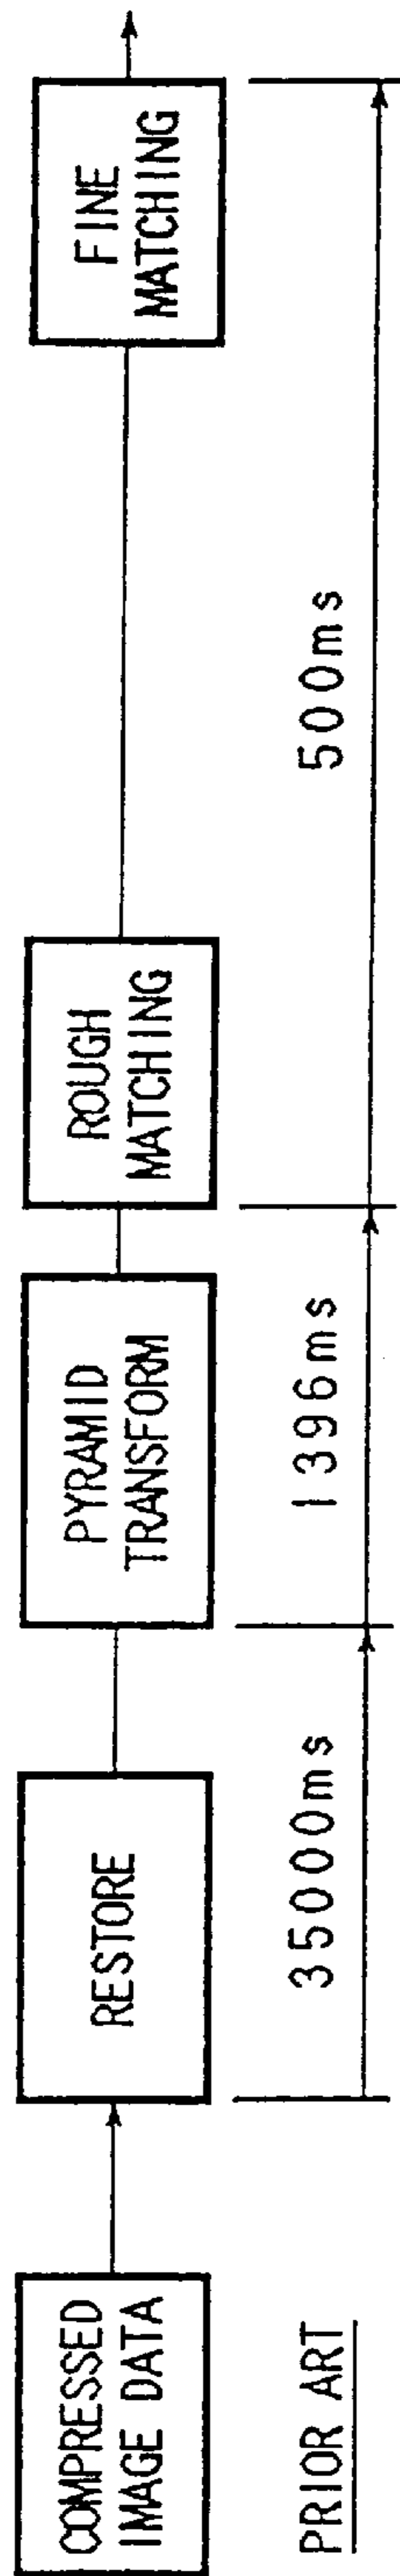 COMPRESSED
IMAGE DATA
RESTORE
PYRAMID
TRANSFORM
ROUGH
MATCHING
FINE
MATCHING
35000ms
1396ms
500ms
PRIOR ART